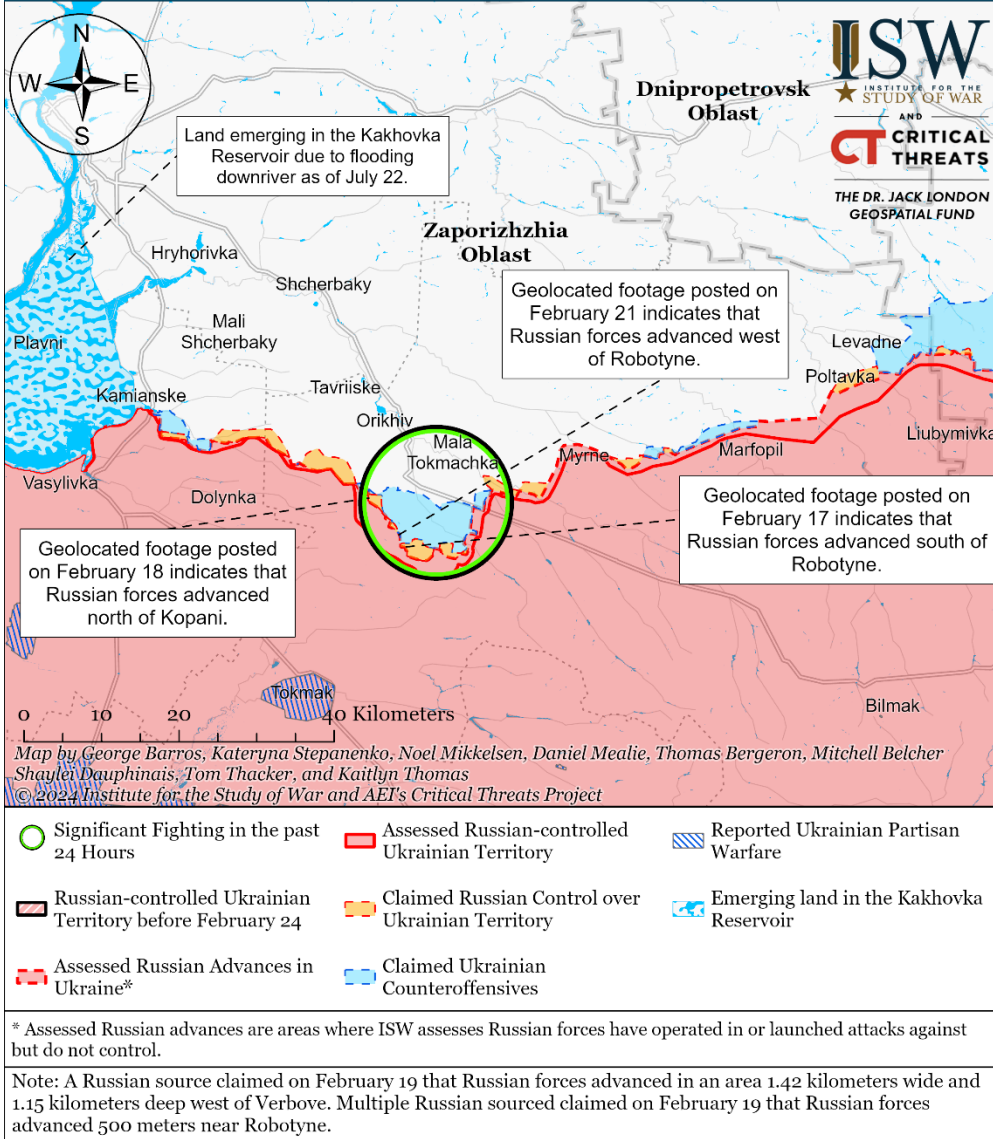 N
W E
S
ISW
INSTITUTE FOR THE
STUDY OF WAR
AND
CT CRITICAL
THREATS
THE DR. JACK LONDON
GEOSPATIAL FUND
Dnipropetrovsk
Oblast
Land emerging in the Kakhovka
Reservoir due to flooding
downriver as of July 22.
Zaporizhzhia
Oblast
Hryhorivka
Shcherbaky
Geolocated footage posted on
February 21 indicates that
Russian forces advanced west
of Robotyne.
Mali
Shcherbaky
Plavni
Levadne
Poltavka
Tavriiske
Kamianske
Orikhiv
Mala
Tokmachka
Liubymivka
Myrne
Marfopil
Vasylivka
Dolynka
Geolocated footage posted on
February 17 indicates that
Russian forces advanced south of
Robotyne.
Geolocated footage posted
on February 18 indicates that
Russian forces advanced
north of Kopani.
Tokmak
Bilmak
0 10 20 40 Kilometers
Map by George Barros, Kateryna Stepanenko, Noel Mikkelsen, Daniel Mealie, Thomas Bergeron, Mitchell Belcher
Shaylei Dauphinais, Tom Thacker, and Kaitlyn Thomas
© 2024 Institute for the Study of War and AEI's Critical Threats Project
Significant Fighting in the past
24 Hours
Russian-controlled Ukrainian
Territory before February 24
Assessed Russian Advances in
Ukraine*
Assessed Russian-controlled
Ukrainian Territory
Claimed Russian Control over
Ukrainian Territory
Claimed Ukrainian
Counteroffensives
Reported Ukrainian Partisan
Warfare
Emerging land in the Kakhovka
Reservoir
* Assessed Russian advances are areas where ISW assesses Russian forces have operated in or launched attacks against
but do not control.
Note: A Russian source claimed on February 19 that Russian forces advanced in an area 1.42 kilometers wide and
1.15 kilometers deep west of Verbove. Multiple Russian sourced claimed on February 19 that Russian forces
advanced 500 meters near Robotyne.